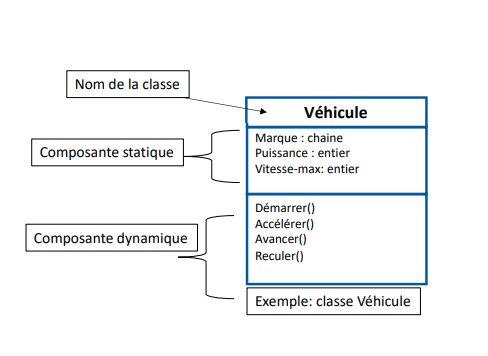 Nom de la classe
Véhicule
Composante statique
Marque : chaine
Puissance : entier
Vitesse-max: entier
Composante dynamique
Démarrer()
Accélérer()
Avancer()
Reculer()
Exemple: classe Véhicule